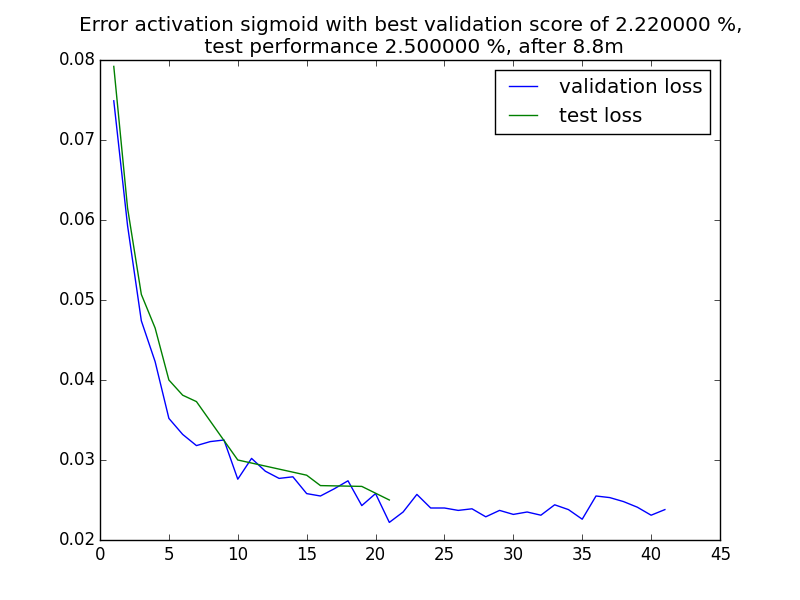 Error activation sigmoid with best validation score of 2.220000 %,
test performance 2.500000 %, after 8.8m
validation loss
test loss
0.08
0.07
0.06
0.05
0.04
0.03
0.02
0 5 10 15 20 25 30 35 40 45